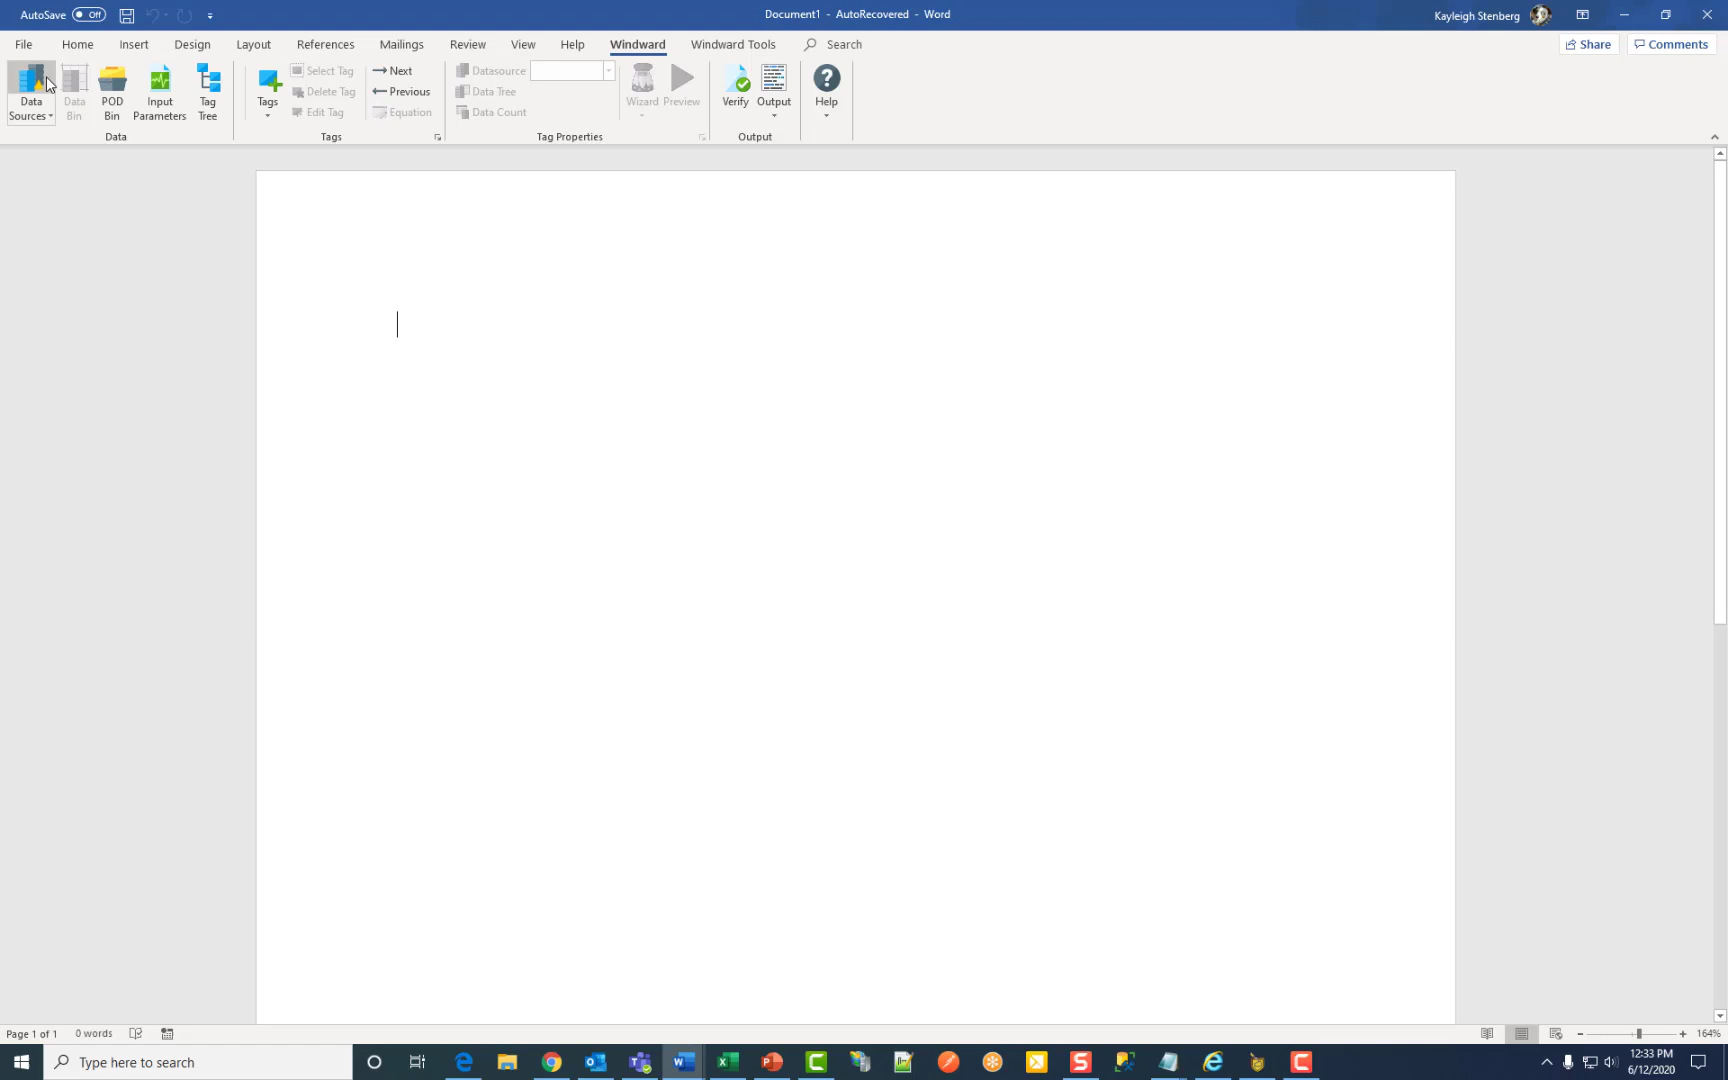 AutoSave Off Document1 - AutoRecovered - Word Kayleigh Stenberg
File Home Insert Design Layout References Mailings Review View Help Windward Windward Tools Search Share Comments
Data Sources
Data Bin
POD Bin
Input Parameters
Tag Tree
Data
Tags
Select Tag
Delete Tag
Edit Tag
Next
Previous
Equation
Tags
Datasource
Data Tree
Data Count
Wizard
Preview
Tag Properties
Verify
Output
Output
Help
Page 1 of 1 0 words 164%
Type here to search
12:33 PM
6/12/2020